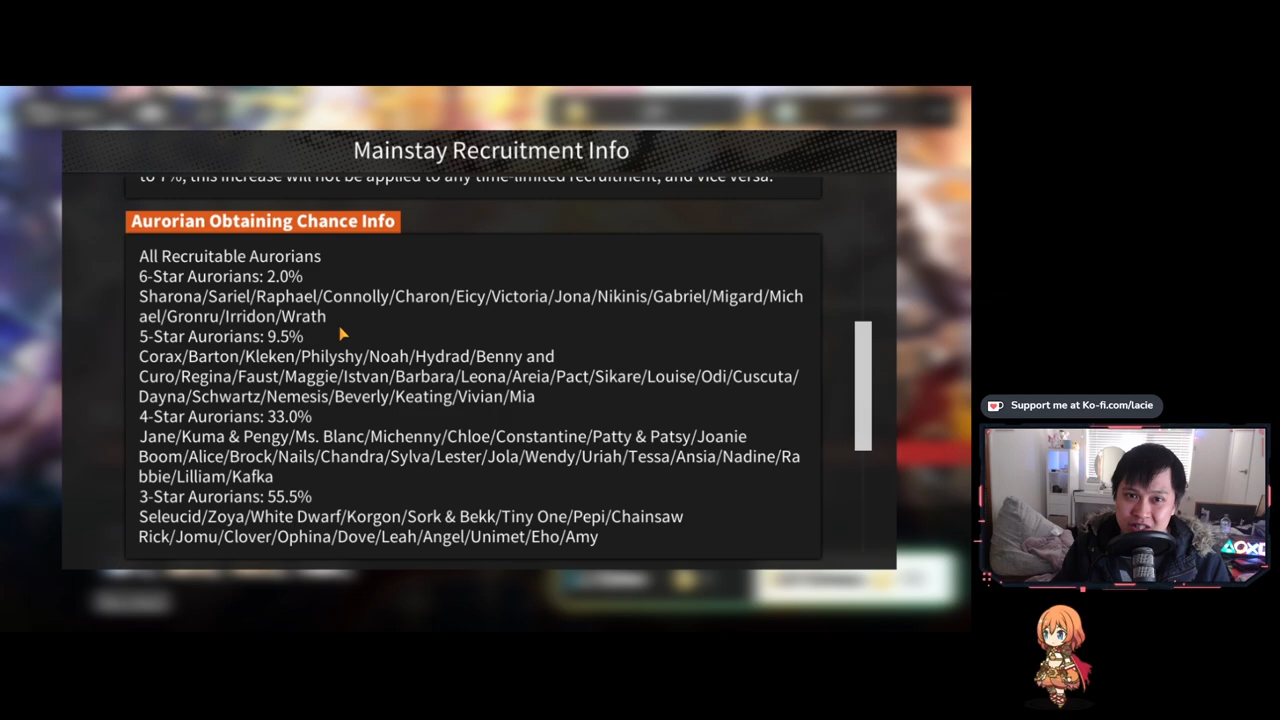 Mainstay Recruitment Info
to 7%, this increase will not be applied to any time-limited recruitment, and vice versa.
Aurorian Obtaining Chance Info
All Recruitable Aurorians
6-Star Aurorians: 2.0%
Sharona/Sariel/Raphael/Connolly/Charon/Eicy/Victoria/Jona/Nikinis/Gabriel/Migard/Mich
ael/Gronru/Irridon/Wrath
5-Star Aurorians: 9.5%
Corax/Barton/Kleken/Philyshy/Noah/Hydrad/Benny and
Curo/Regina/Faust/Maggie/Istvan/Barbara/Leona/Areia/Pact/Sikare/Louise/Odi/Cuscuta/
Dayna/Schwartz/Nemesis/Beverly/Keating/Vivian/Mia
4-Star Aurorians: 33.0%
Jane/Kuma & Pengy/Ms. Blanc/Michenny/Chloe/Constantine/Patty & Patsy/Joanie
Boom/Alice/Brock/Nails/Chandra/Sylva/Lester/Jola/Wendy/Uriah/Tessa/Ansia/Nadine/Ra
bbie/Lilliam/Kafka
3-Star Aurorians: 55.5%
Seleucid/Zoya/White Dwarf/Korgon/Sork & Bekk/Tiny One/Pepi/Chainsaw
Rick/Jomu/Clover/Ophina/Dove/Leah/Angel/Unimet/Eho/Amy
Support me at Ko-fi.com/lacie